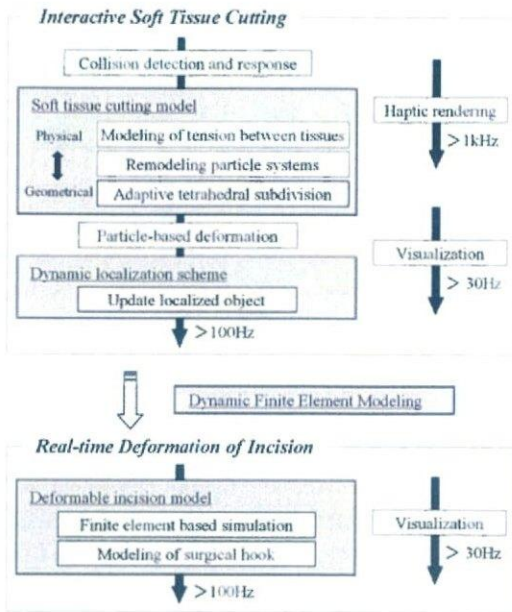 Interactive Soft Tissue Cutting
Collision detection and response
Soft tissue cutting model
Physical
Modeling of tension between tissues
Remodeling particle systems
Geometrical
Adaptive tetrahedral subdivision
Particle-based deformation
Dynamic localization scheme
Update localized object
>100Hz
Haptic rendering
>1kHz
Visualization
> 30Hz
Dynamic Finite Element Modeling
Real-time Deformation of Incision
Deformable incision model
Finite element based simulation
Modeling of surgical hook
>100Hz
Visualization
> 30Hz